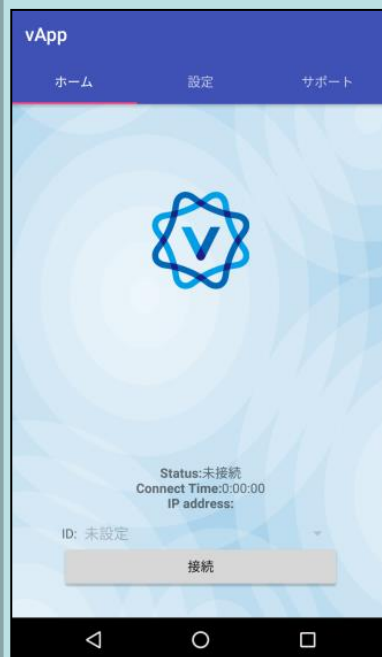 vApp
ホーム 設定 サポート
V
Status:未接続
Connect Time:0:00:00
IP address:
ID: 未設定
接続